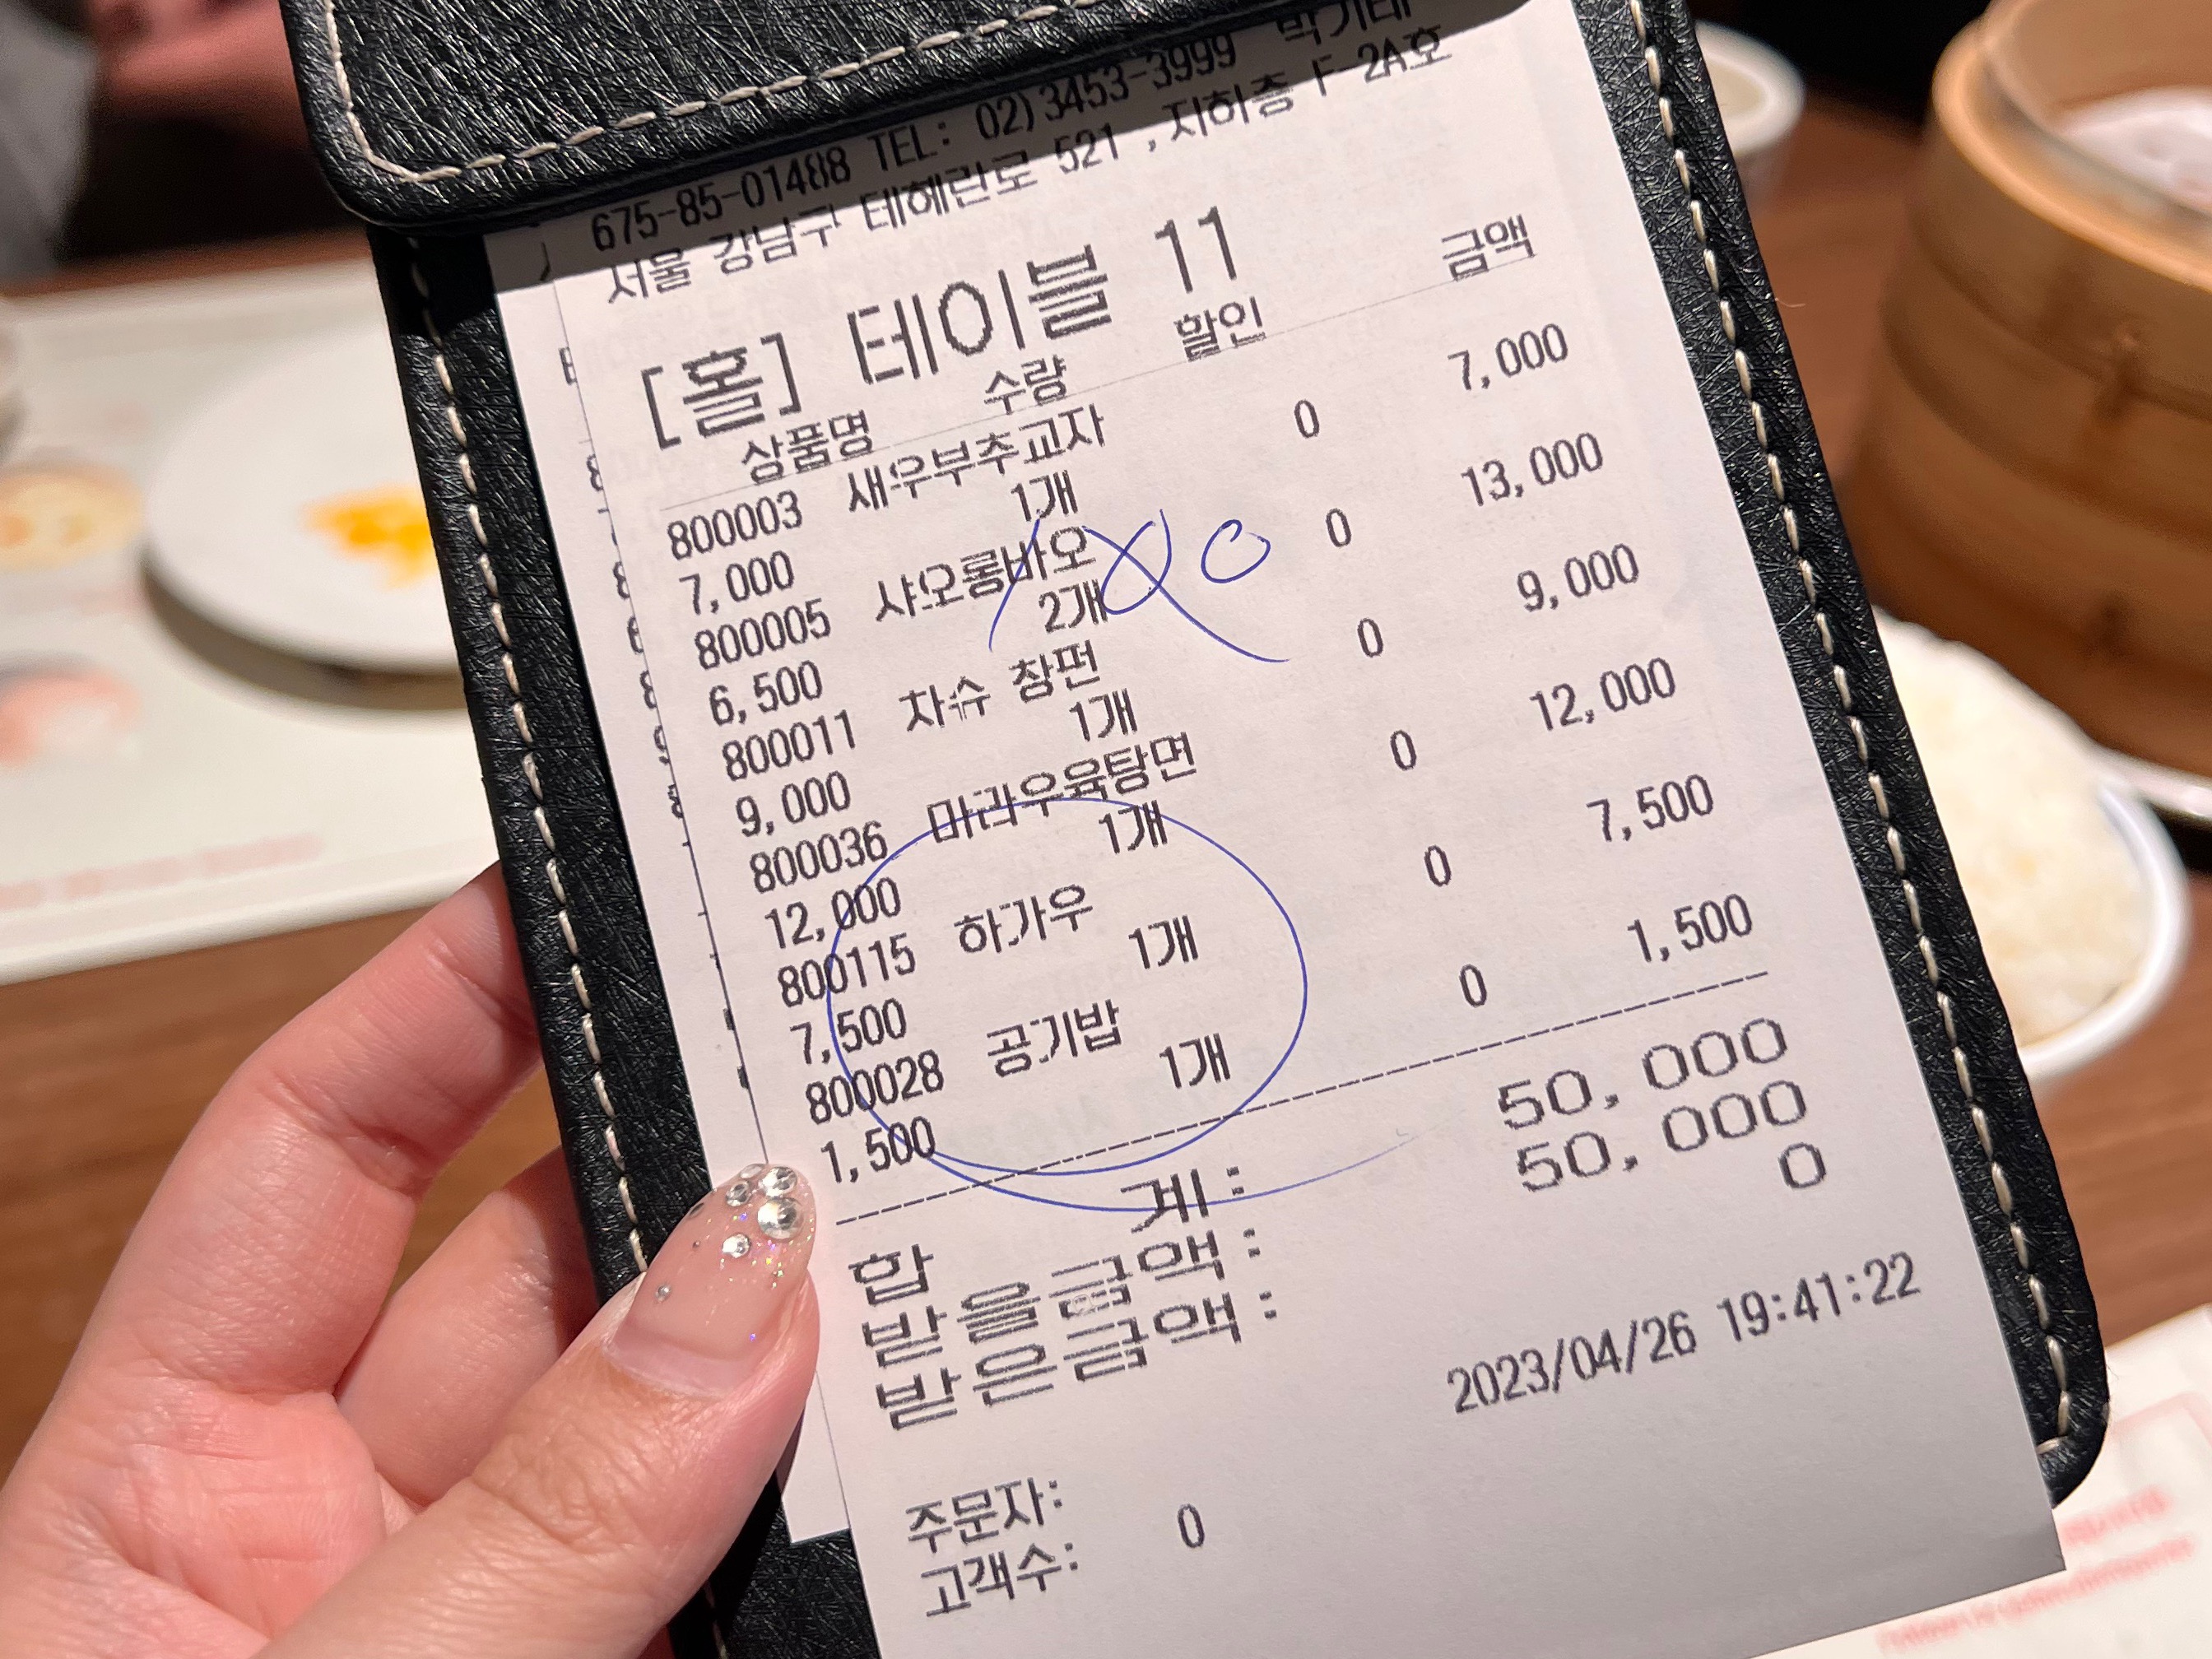 675-85-01488 TEL: 02)3453-3999 박기태
서울 강남구 테헤란로 521 , 지하층 F-2A호
[홀] 테이블 11
상품명 수량 할인 금액
800003 새우부추교자
7,000 1개 0 7,000
800005 샤오롱바오
6,500 2개 0 13,000
800011 차슈 창펀
9,000 1개 0 9,000
800036 마라우육탕면
12,000 1개 0 12,000
800115 하가우
7,500 1개 0 7,500
800028 공기밥
1,500 1개 0 1,500
합 계: 50,000
받을금액: 50,000
받은금액: 0
2023/04/26 19:41:22
주문자:
고객수: 0